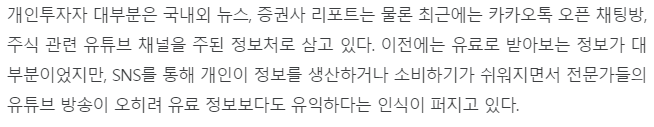 개인투자자 대부분은 국내외 뉴스, 증권사 리포트는 물론 최근에는 카카오톡 오픈 채팅방,
주식 관련 유튜브 채널을 주된 정보처로 삼고 있다. 이전에는 유료로 받아보는 정보가 대
부분이었지만, SNS를 통해 개인이 정보를 생산하거나 소비하기가 쉬워지면서 전문가들의
유튜브 방송이 오히려 유료 정보보다도 유익하다는 인식이 퍼지고 있다.